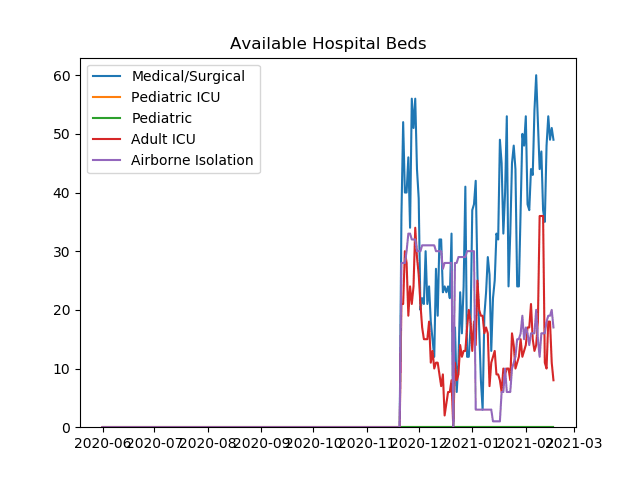 Available Hospital Beds
60
50
40
30
20
10
0
Medical/Surgical
Pediatric ICU
Pediatric
Adult ICU
Airborne Isolation
2020-06 2020-07 2020-08 2020-09 2020-10 2020-11 2020-12 2021-01 2021-02 2021-03